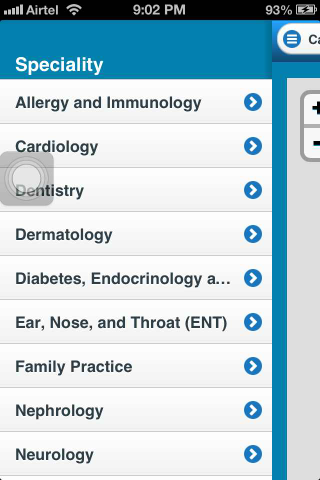 Airtel 9:02 PM 93%
Speciality
Ca
Allergy and Immunology
Cardiology
Dentistry
Dermatology
Diabetes, Endocrinology a...
Ear, Nose, and Throat (ENT)
Family Practice
Nephrology
Neurology